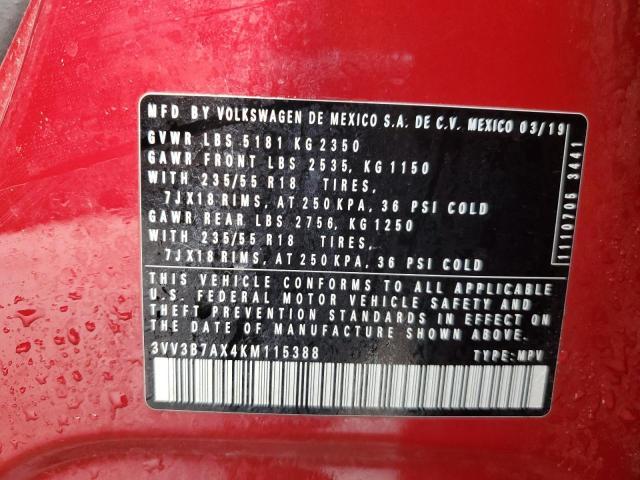 MFD BY VOLKSWAGEN DE MEXICO S.A. DE C.V. MEXICO 03/19
GVWR LBS 5181 KG 2350
GAWR FRONT LBS 2535, KG 1150
WITH 235/55 R18 TIRES,
7JX18 RIMS, AT 250 KPA, 36 PSI COLD
GAWR REAR LBS 2756, KG 1250
WITH 235/55 R18 TIRES,
7JX18 RIMS, AT 250 KPA, 36 PSI COLD
THIS VEHICLE CONFORMS TO ALL APPLICABLE
U.S. FEDERAL MOTOR VEHICLE SAFETY AND
THEFT PREVENTION STANDARDS IN EFFECT ON
THE DATE OF MANUFACTURE SHOWN ABOVE.
3VV3B7AX4KM115388 TYPE: MPV
1110705 3441